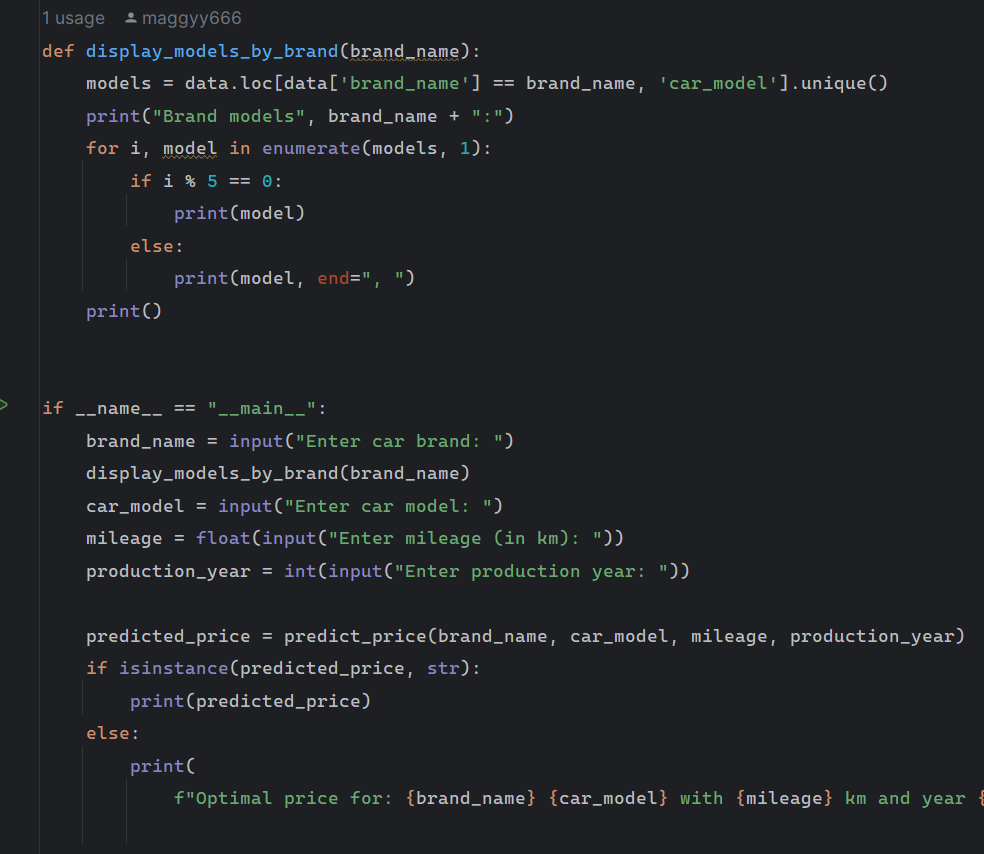 1 usage maggyy666
def display_models_by_brand(brand_name):
    models = data.loc[data['brand_name'] == brand_name, 'car_model'].unique()
    print("Brand models", brand_name + ":")
    for i, model in enumerate(models, 1):
        if i % 5 == 0:
            print(model)
        else:
            print(model, end=", ")
    print()
if __name__ == "__main__":
    brand_name = input("Enter car brand: ")
    display_models_by_brand(brand_name)
    car_model = input("Enter car model: ")
    mileage = float(input("Enter mileage (in km): "))
    production_year = int(input("Enter production year: "))
    predicted_price = predict_price(brand_name, car_model, mileage, production_year)
    if isinstance(predicted_price, str):
        print(predicted_price)
    else:
        print(
            f"Optimal price for: {brand_name} {car_model} with {mileage} km and year {